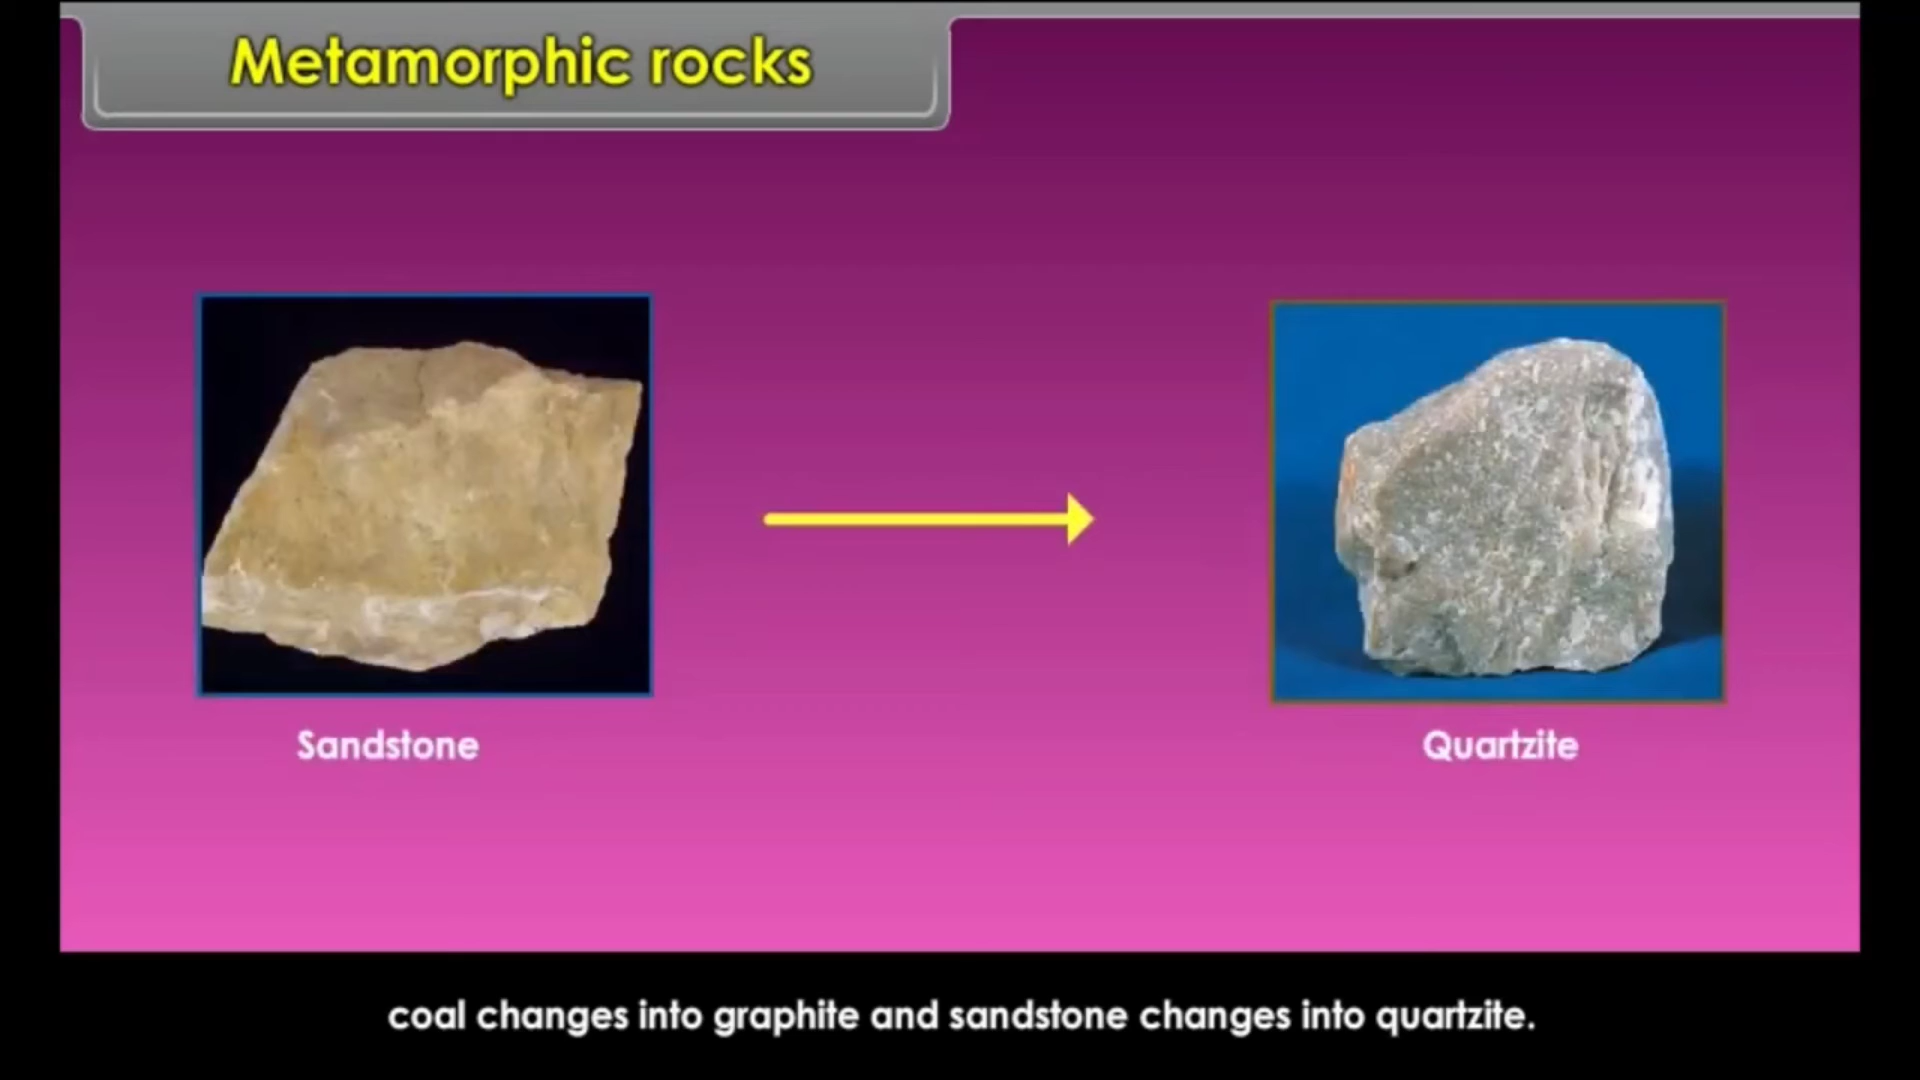 Metamorphic rocks
Sandstone
Quartzite
coal changes into graphite and sandstone changes into quartzite.